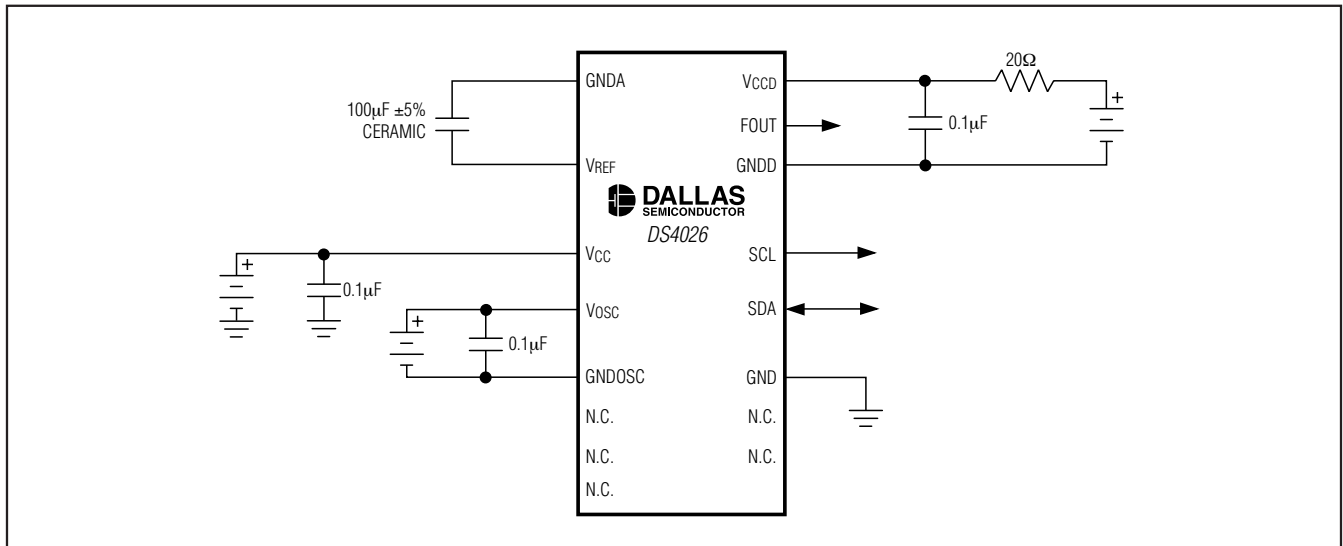 20Ω
GNDA
VCCD
100µF ±5%
CERAMIC
FOUT
0.1µF
+
VREF
GNDD
DALLAS
SEMICONDUCTOR
DS4026
VCC
SCL
+
0.1µF
VOSC
SDA
+
0.1µF
GNDOSC
GND
N.C.
N.C.
N.C.
N.C.
N.C.